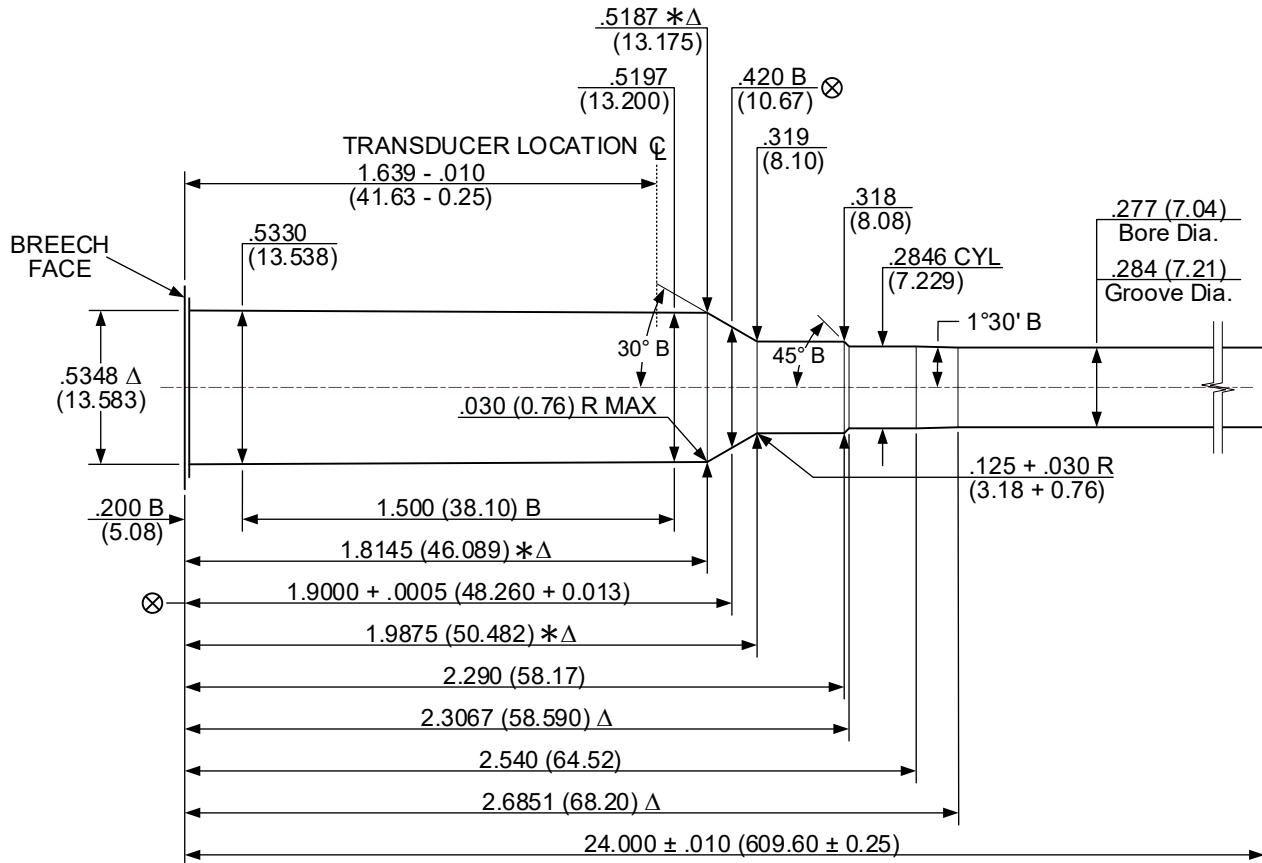 .5187 *Δ
(13.175)
.5197
(13.200)
.420 B ⊗
(10.67)
TRANSDUCER LOCATION ℄
1.639 - .010
(41.63 - 0.25)
.319
(8.10)
.318
(8.08)
.277 (7.04)
Bore Dia.
.284 (7.21)
Groove Dia.
BREECH
FACE
.5330
(13.538)
.2846 CYL
(7.229)
1°30' B
30° B
45° B
.5348 Δ
(13.583)
.030 (0.76) R MAX
.125 + .030 R
(3.18 + 0.76)
.200 B
(5.08)
1.500 (38.10) B
1.8145 (46.089) *Δ
⊗
1.9000 + .0005 (48.260 + 0.013)
1.9875 (50.482) *Δ
2.290 (58.17)
2.3067 (58.590) Δ
2.540 (64.52)
2.6851 (68.20) Δ
24.000 ± .010 (609.60 ± 0.25)